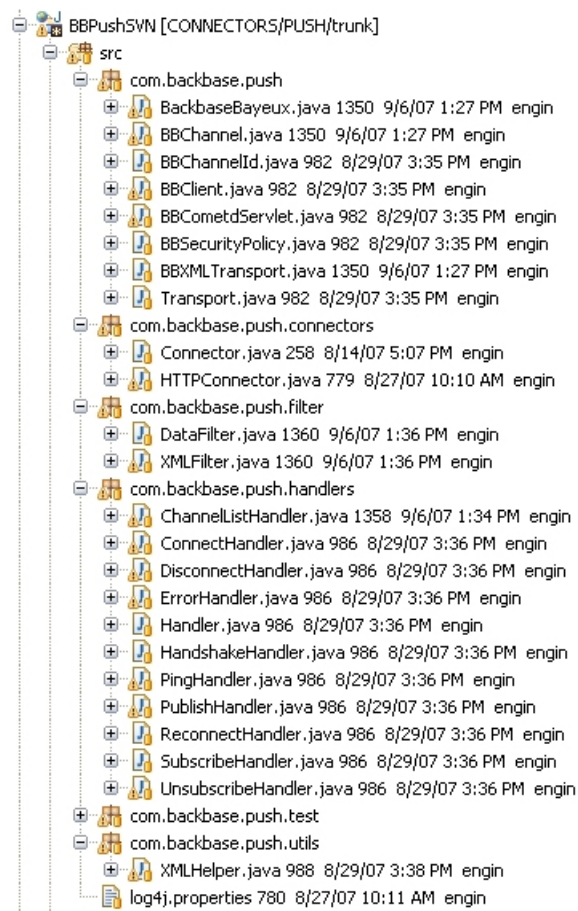 BBPushSVN [CONNECTORS/PUSH/trunk]
src
com.backbase.push
BackbaseBayeux.java 1350 9/6/07 1:27 PM engin
BBChannel.java 1350 9/6/07 1:27 PM engin
BBChannelId.java 982 8/29/07 3:35 PM engin
BBClient.java 982 8/29/07 3:35 PM engin
BBCometdServlet.java 982 8/29/07 3:35 PM engin
BBSecurityPolicy.java 982 8/29/07 3:35 PM engin
BBXMLTransport.java 1350 9/6/07 1:27 PM engin
Transport.java 982 8/29/07 3:35 PM engin
com.backbase.push.connectors
Connector.java 258 8/14/07 5:07 PM engin
HTTPConnector.java 779 8/27/07 10:10 AM engin
com.backbase.push.filter
DataFilter.java 1360 9/6/07 1:36 PM engin
XMLFilter.java 1360 9/6/07 1:36 PM engin
com.backbase.push.handlers
ChannelListHandler.java 1358 9/6/07 1:34 PM engin
ConnectHandler.java 986 8/29/07 3:36 PM engin
DisconnectHandler.java 986 8/29/07 3:36 PM engin
ErrorHandler.java 986 8/29/07 3:36 PM engin
Handler.java 986 8/29/07 3:36 PM engin
HandshakeHandler.java 986 8/29/07 3:36 PM engin
PingHandler.java 986 8/29/07 3:36 PM engin
PublishHandler.java 986 8/29/07 3:36 PM engin
ReconnectHandler.java 986 8/29/07 3:36 PM engin
SubscribeHandler.java 986 8/29/07 3:36 PM engin
UnsubscribeHandler.java 986 8/29/07 3:36 PM engin
com.backbase.push.test
com.backbase.push.utils
XMLHelper.java 988 8/29/07 3:38 PM engin
log4j.properties 780 8/27/07 10:11 AM engin